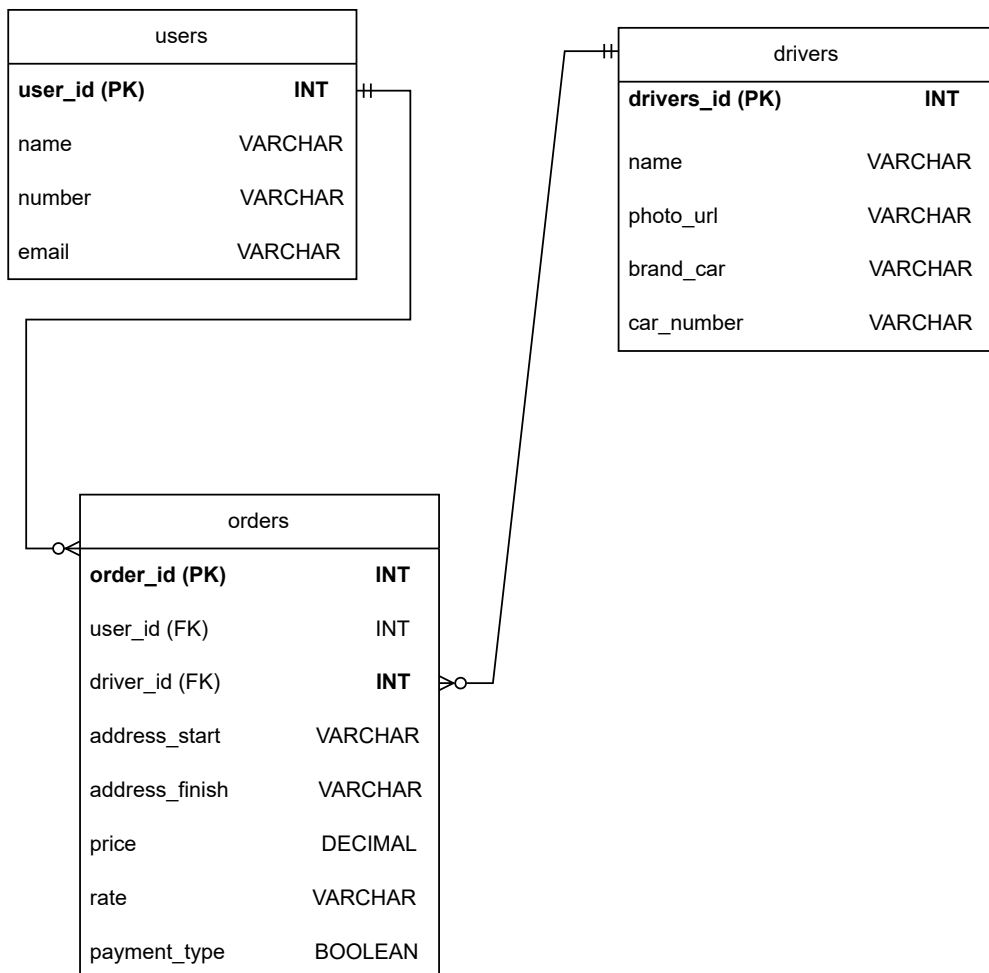 users
user_id (PK) INT
name VARCHAR
number VARCHAR
email VARCHAR
drivers
drivers_id (PK) INT
name VARCHAR
photo_url VARCHAR
brand_car VARCHAR
car_number VARCHAR
orders
order_id (PK) INT
user_id (FK) INT
driver_id (FK) INT
address_start VARCHAR
address_finish VARCHAR
price DECIMAL
rate VARCHAR
payment_type BOOLEAN